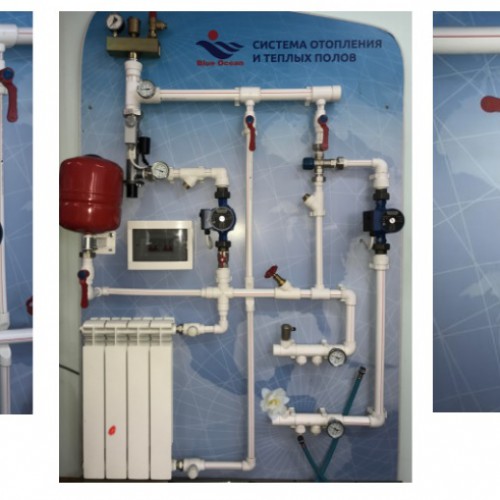 СИСТЕМА ОТОПЛЕНИЯ
И ТЕПЛЫХ ПОЛОВ
Blue Ocean